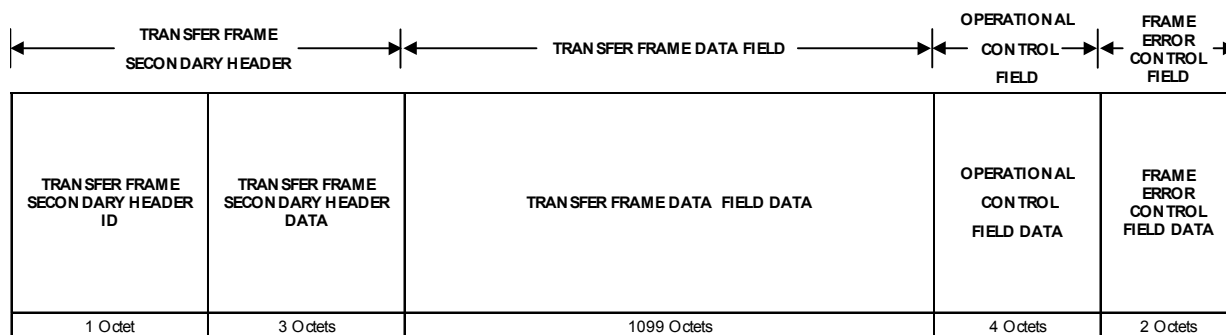 TRANSFER FRAME
SECONDARY HEADER
TRANSFER FRAME DATA FIELD
OPERATIONAL
CONTROL
FIELD
FRAME
ERROR
CONTROL
FIELD
TRANSFER FRAME
SECONDARY HEADER
ID
TRANSFER FRAME
SECONDARY HEADER
DATA
TRANSFER FRAME DATA FIELD DATA
OPERATIONAL
CONTROL
FIELD DATA
FRAME
ERROR
CONTROL
FIELD DATA
1 Octet
3 Octets
1099 Octets
4 Octets
2 Octets